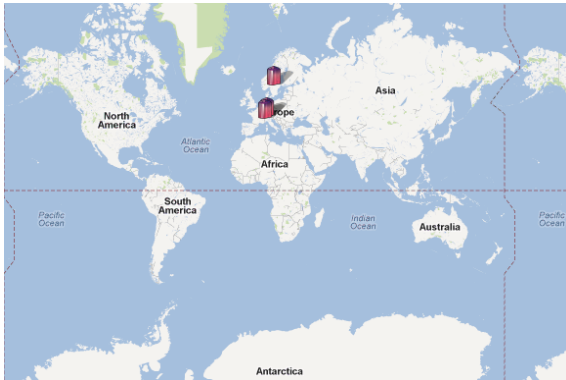 Asia
North
America
rope
Atlantic
Ocean
Africa
South
America
Pacific
Ocean
Indian
Ocean
Pacific
Ocean
Australia
Antarctica